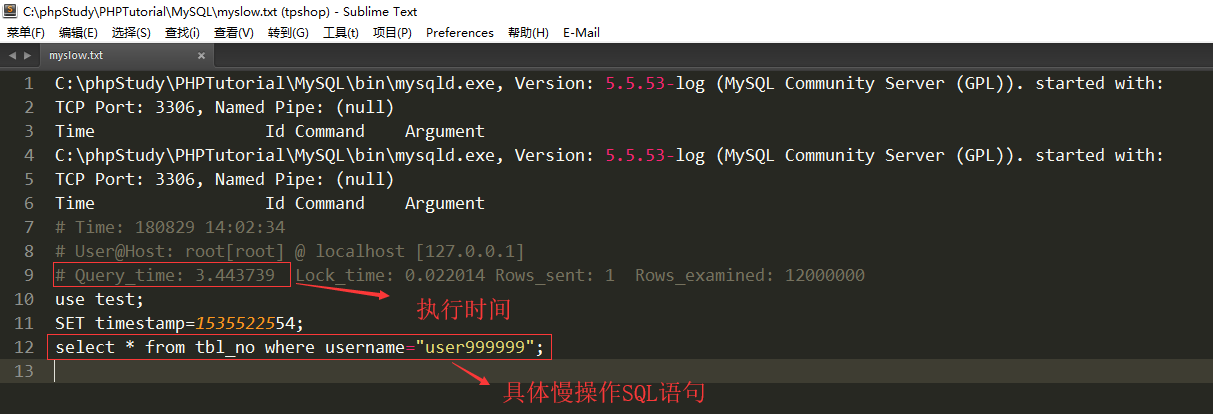 C:\phpStudy\PHPTutorial\MySQL\myslow.txt (tpshop) - Sublime Text
菜单(F) 编辑(E) 选择(S) 查找(i) 查看(V) 转到(G) 工具(t) 项目(P) Preferences 帮助(H) E-Mail
myslow.txt ×
1 C:\phpStudy\PHPTutorial\MySQL\bin\mysqld.exe, Version: 5.5.53-log (MySQL Community Server (GPL)). started with:
2 TCP Port: 3306, Named Pipe: (null)
3 Time                 Id Command    Argument
4 C:\phpStudy\PHPTutorial\MySQL\bin\mysqld.exe, Version: 5.5.53-log (MySQL Community Server (GPL)). started with:
5 TCP Port: 3306, Named Pipe: (null)
6 Time                 Id Command    Argument
7 # Time: 180829 14:02:34
8 # User@Host: root[root] @ localhost [127.0.0.1]
9 # Query_time: 3.443739  Lock_time: 0.022014 Rows_sent: 1  Rows_examined: 12000000
10 use test;
执行时间
11 SET timestamp=1535522554;
12 select * from tbl_no where username="user999999";
13
具体慢操作SQL语句